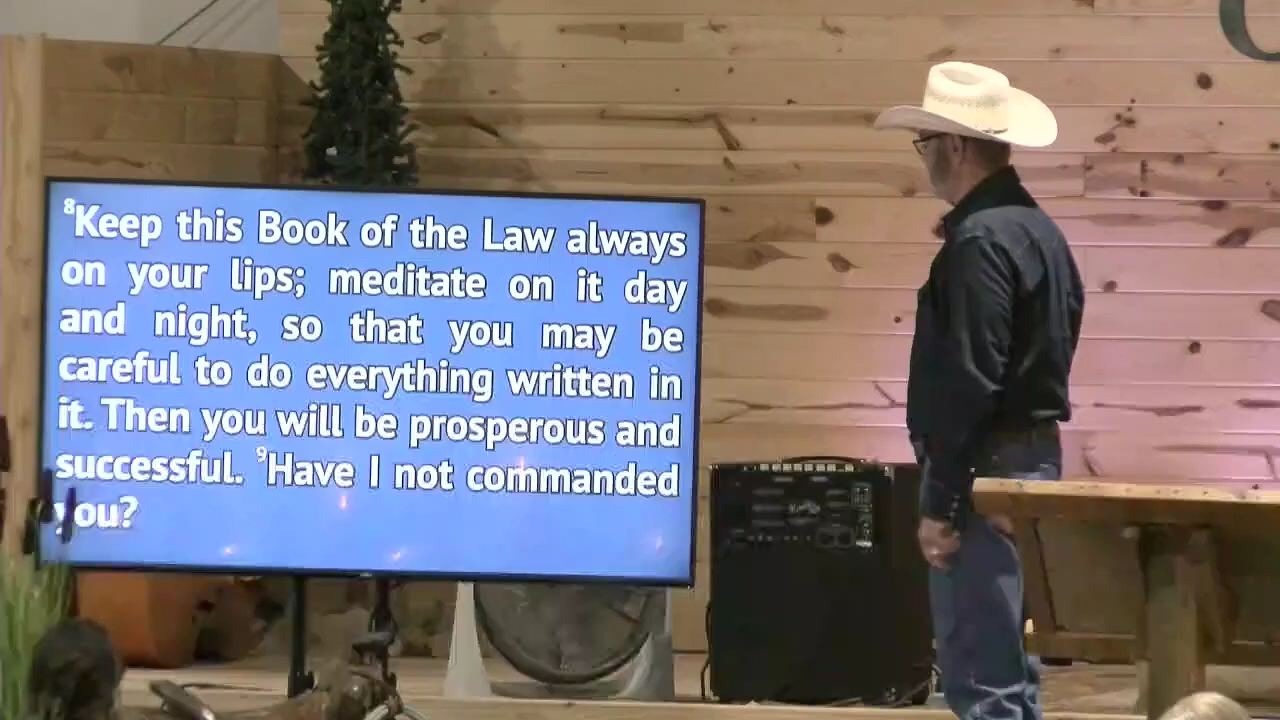 ⁸Keep this Book of the Law always
on your lips; meditate on it day
and night, so that you may be
careful to do everything written in
it. Then you will be prosperous and
successful. ⁹Have I not commanded
you?